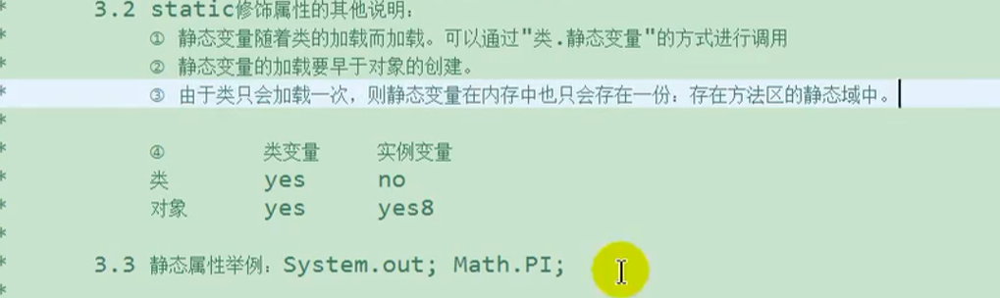 * 3.2 static修饰属性的其他说明：
* ① 静态变量随着类的加载而加载。可以通过"类.静态变量"的方式进行调用
* ② 静态变量的加载要早于对象的创建。
* ③ 由于类只会加载一次，则静态变量在内存中也只会存在一份：存在方法区的静态域中。
*
* ④ 类变量 实例变量
* 类 yes no
* 对象 yes yes8
*
* 3.3 静态属性举例：System.out; Math.PI;
*